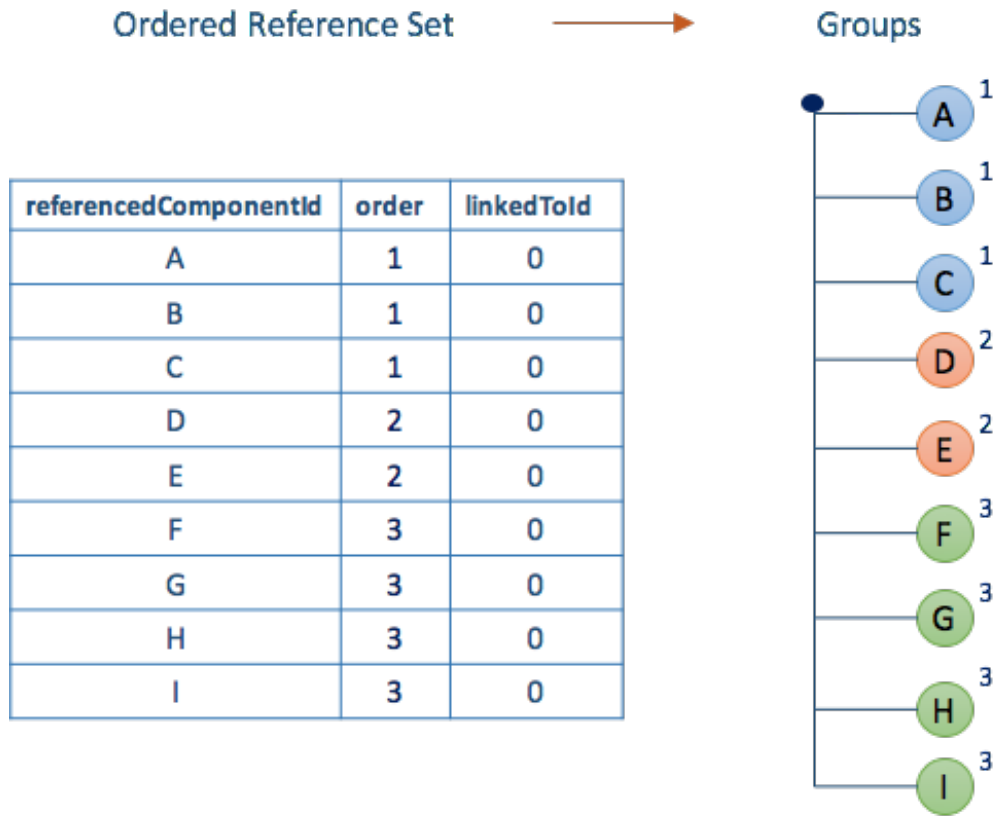 Ordered Reference Set
Groups
referencedComponentId order linkedToId
A 1 0
B 1 0
C 1 0
D 2 0
E 2 0
F 3 0
G 3 0
H 3 0
I 3 0
A 1
B 1
C 1
D 2
E 2
F 3
G 3
H 3
I 3